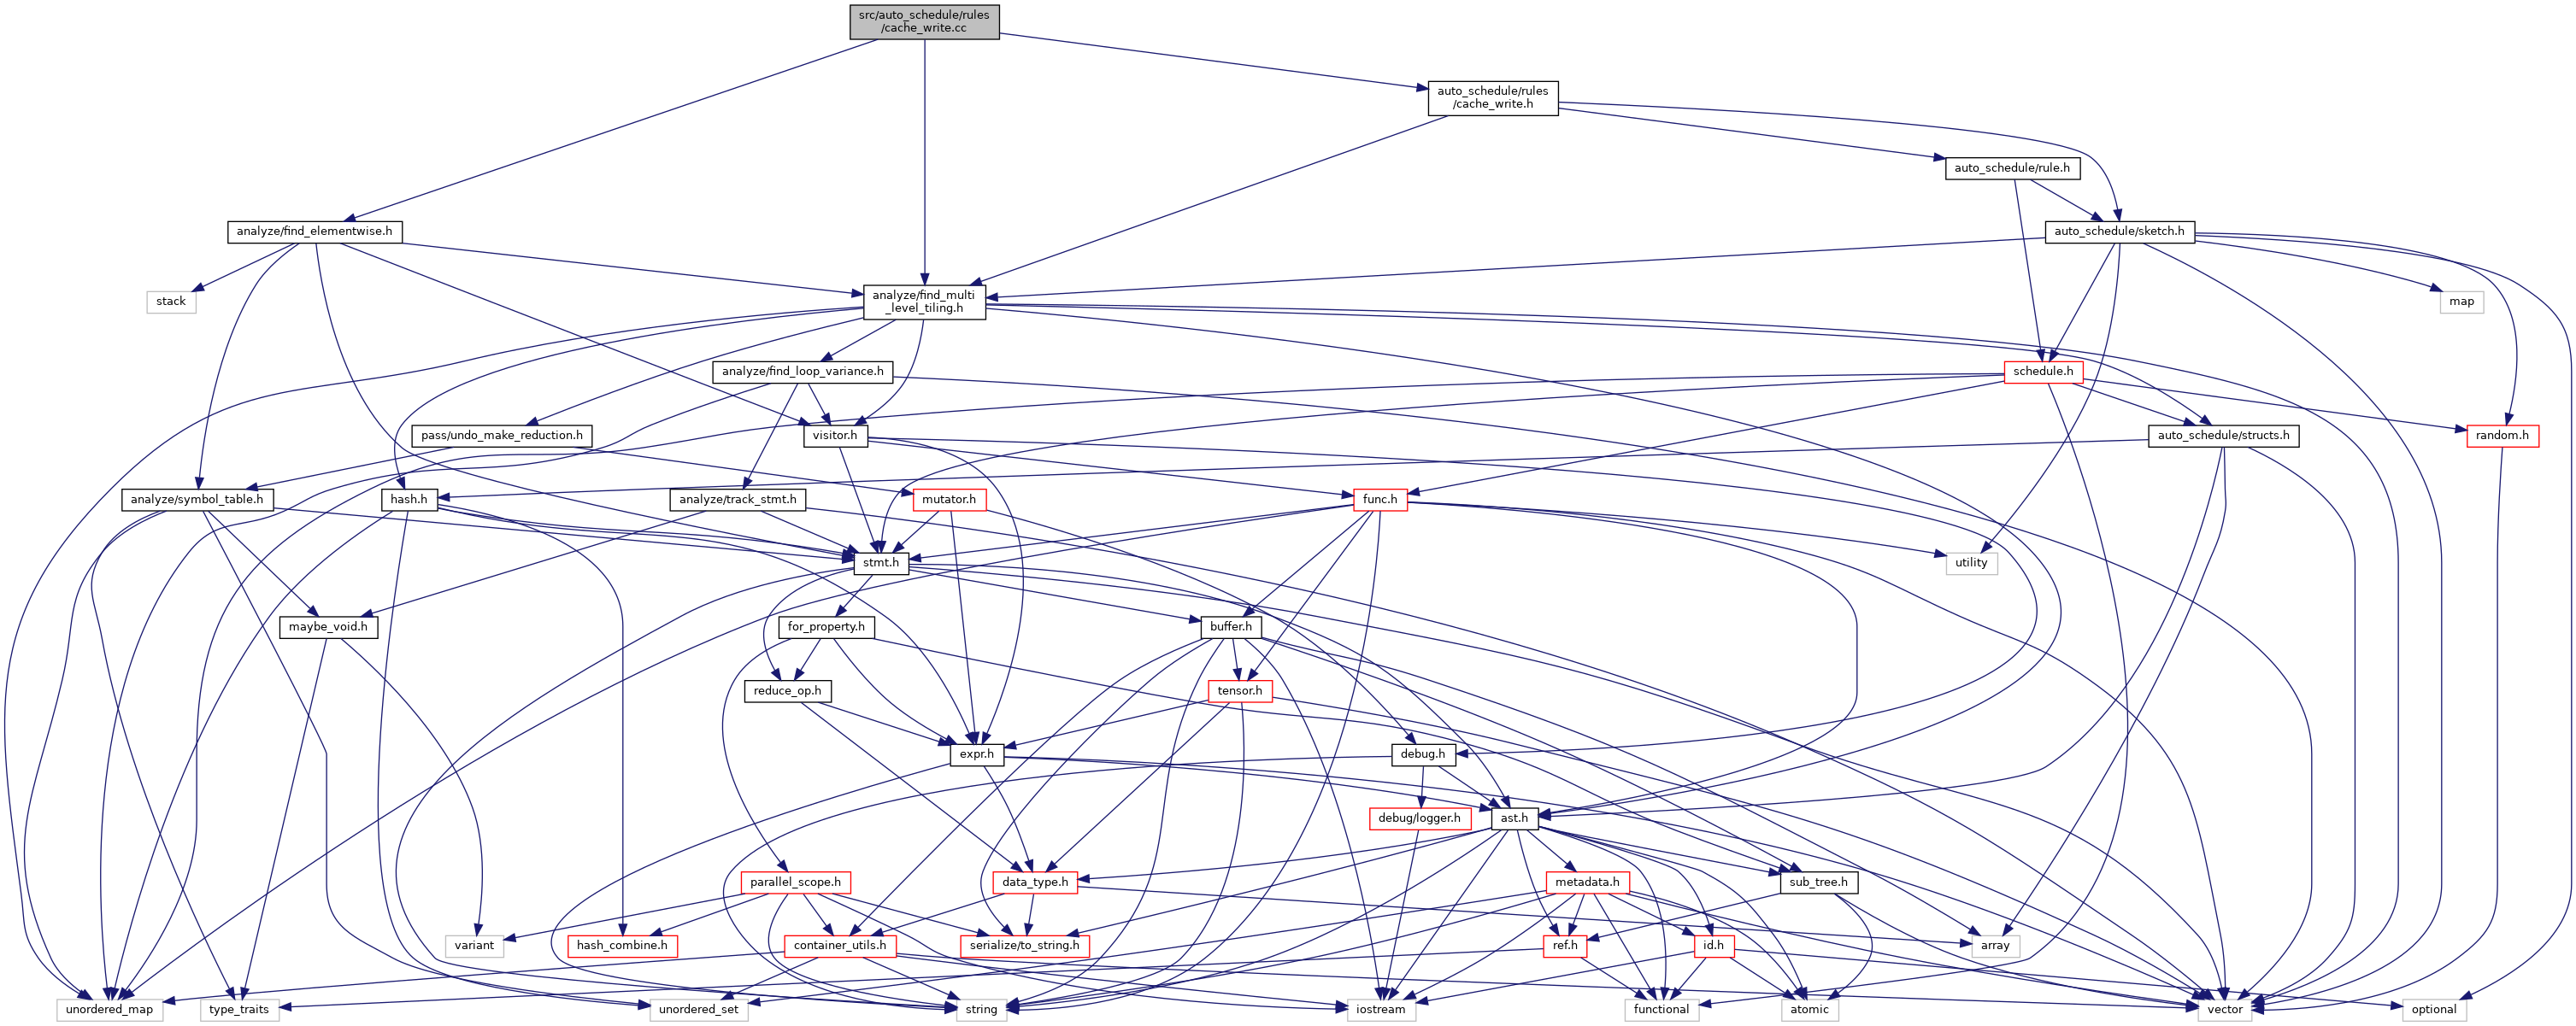 src/auto_schedule/rules
/cache_write.cc
auto_schedule/rules
/cache_write.h
auto_schedule/rule.h
analyze/find_elementwise.h
auto_schedule/sketch.h
stack
analyze/find_multi
_level_tiling.h
map
analyze/find_loop_variance.h
schedule.h
pass/undo_make_reduction.h
visitor.h
auto_schedule/structs.h
random.h
analyze/symbol_table.h
hash.h
analyze/track_stmt.h
mutator.h
func.h
stmt.h
utility
maybe_void.h
for_property.h
buffer.h
reduce_op.h
tensor.h
expr.h
debug.h
debug/logger.h
ast.h
parallel_scope.h
data_type.h
metadata.h
sub_tree.h
variant
hash_combine.h
container_utils.h
serialize/to_string.h
ref.h
id.h
array
unordered_map
type_traits
unordered_set
string
iostream
functional
atomic
vector
optional